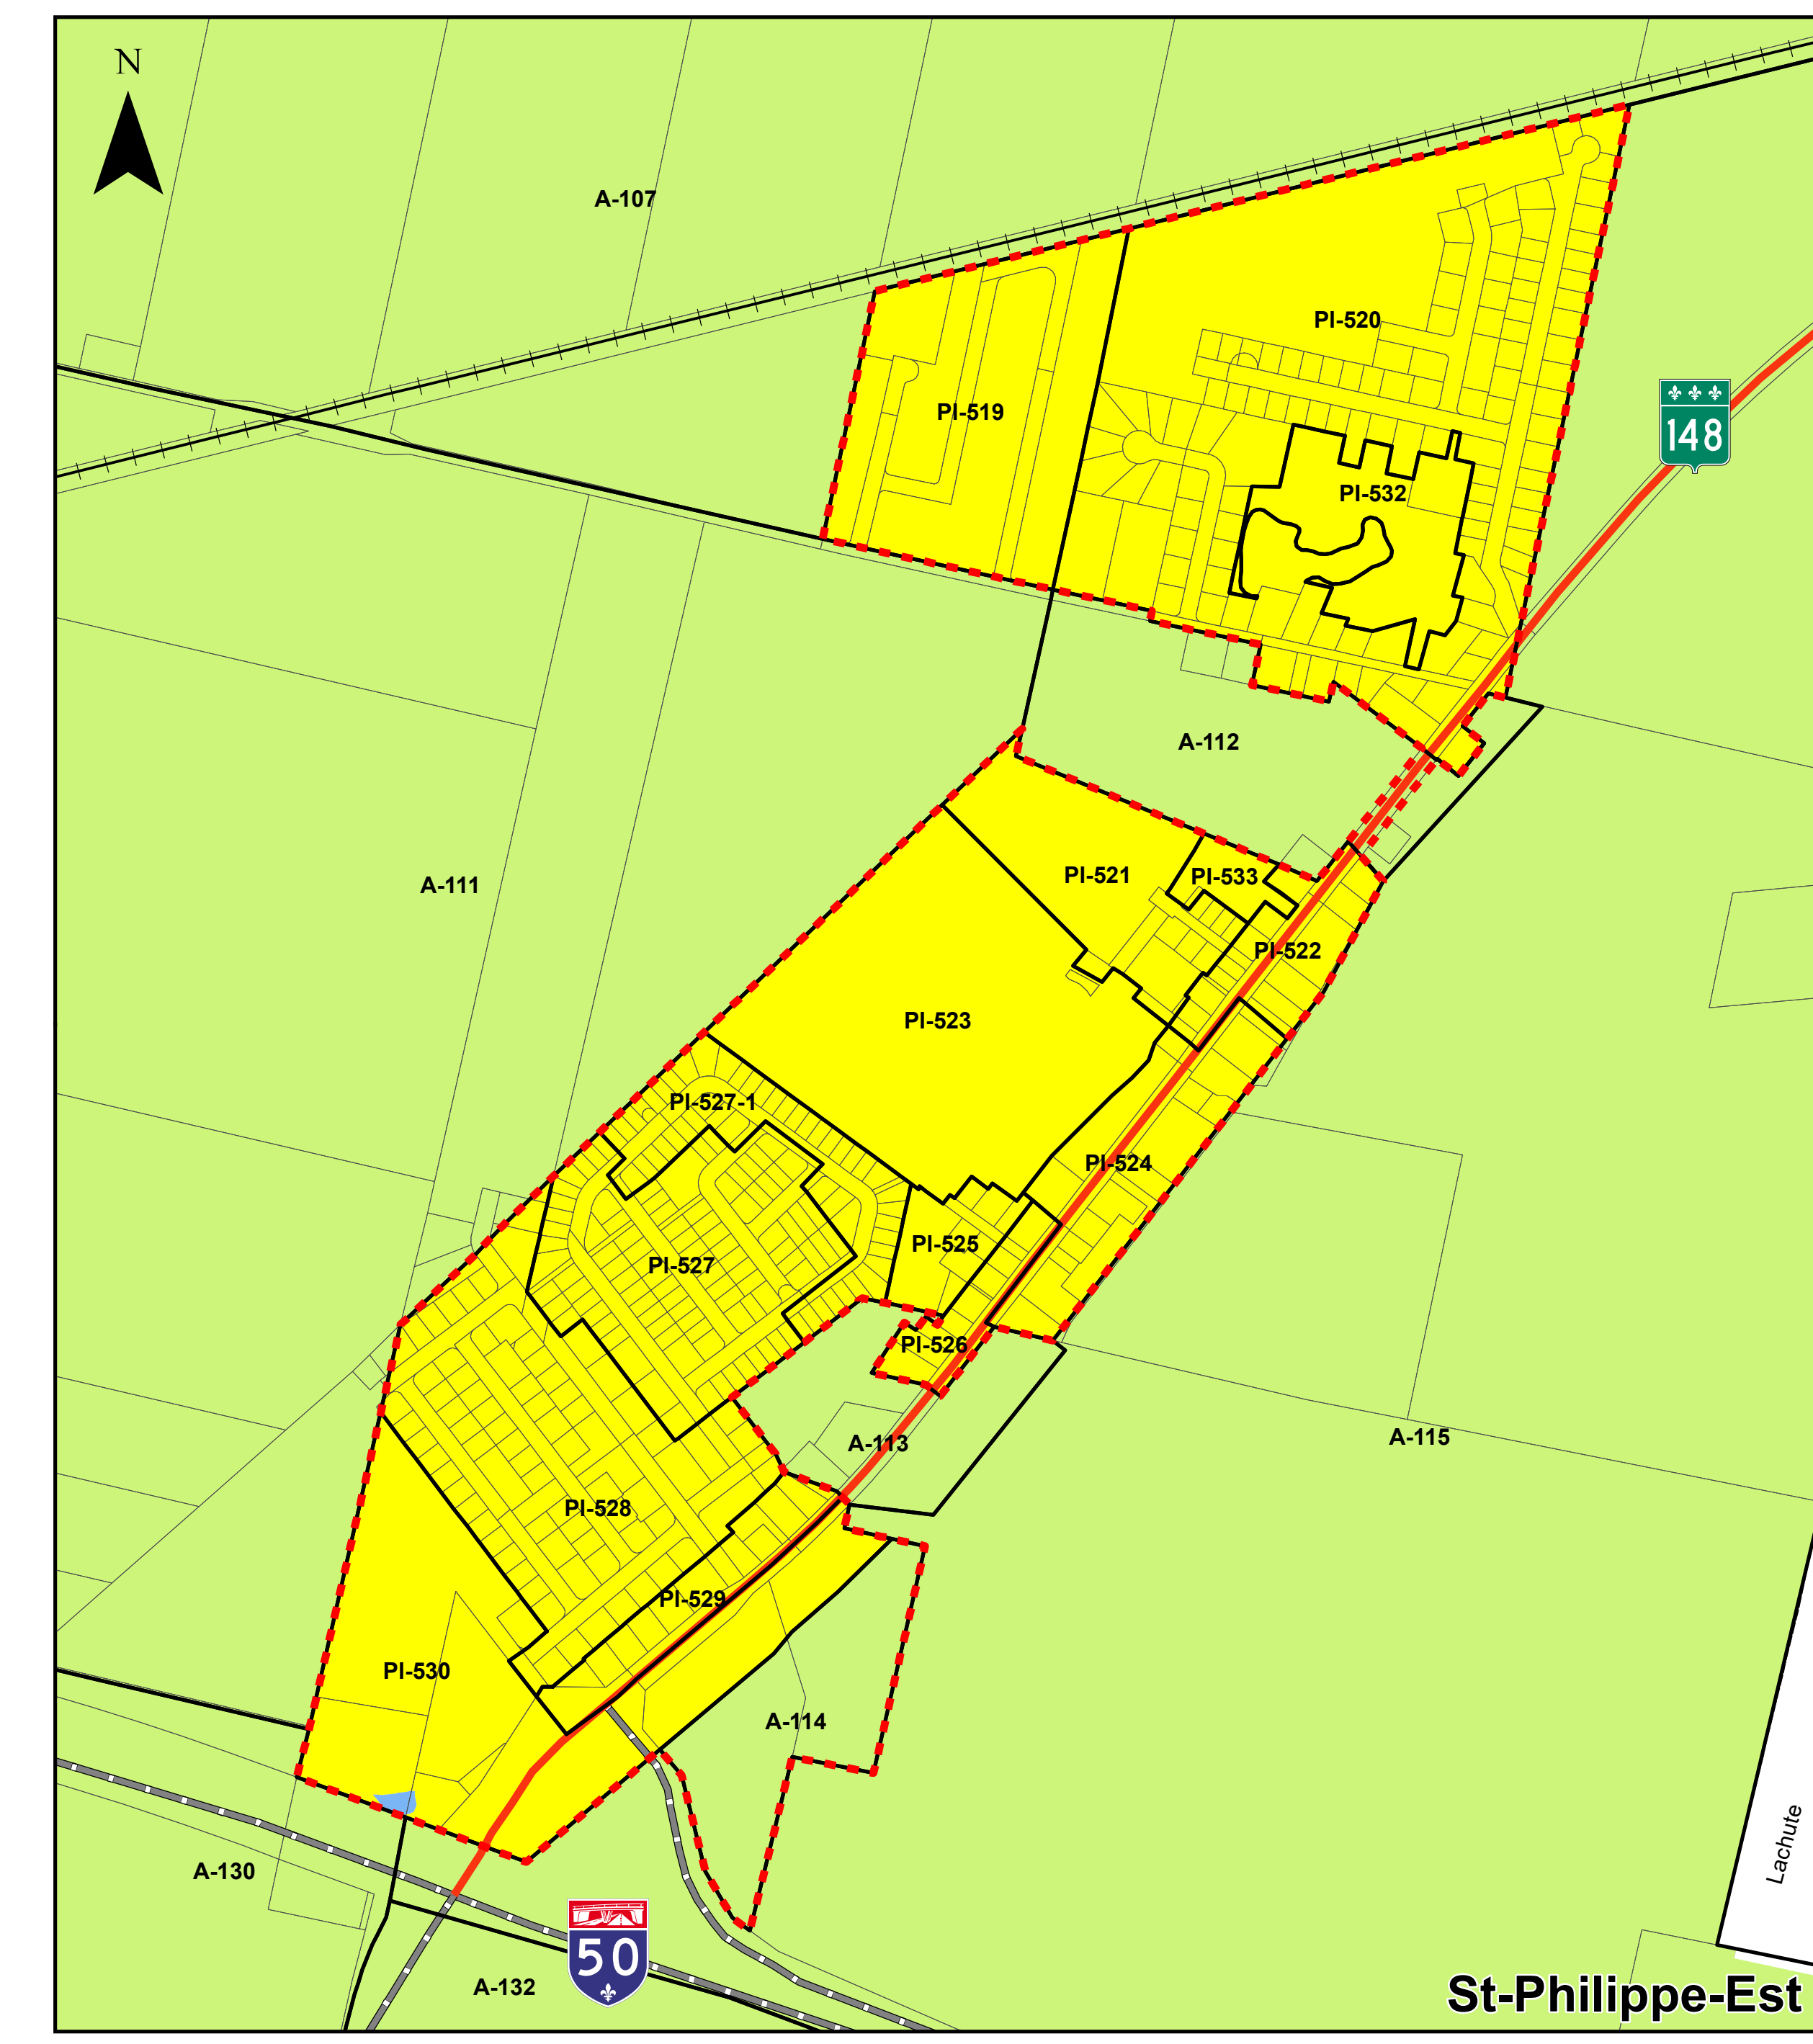 N
A-107
PI-520
148
PI-519
PI-532
A-112
PI-521
PI-533
A-111
PI-522
PI-523
PI-527-1
PI-524
PI-525
PI-527
PI-526
A-113
A-115
PI-528
PI-529
PI-530
A-114
Lachute
A-130
50
A-132
St-Philippe-Est